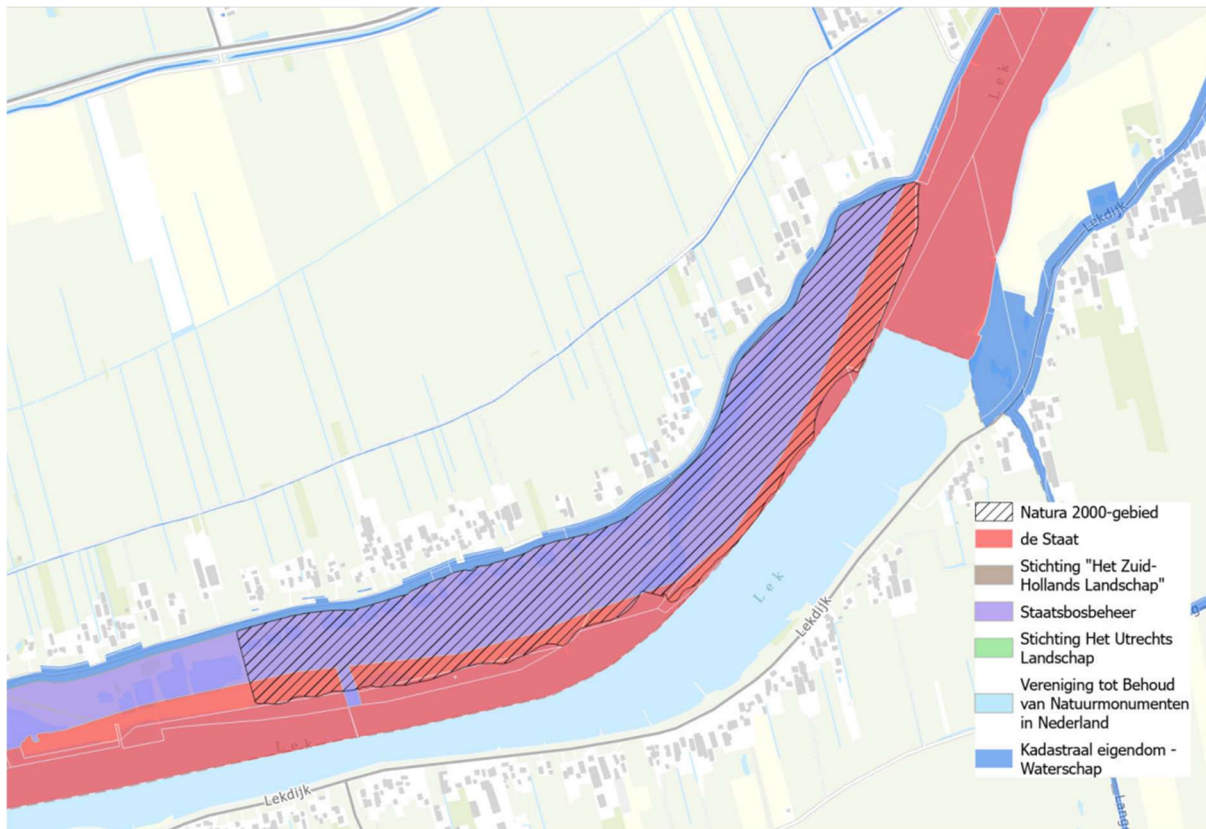 Lek
Lekdijk
Lek
Lekdijk
Lek
Lekdijk
Natura 2000-gebied
de Staat
Stichting "Het Zuid-
Hollands Landschap"
Staatsbosbeheer
Stichting Het Utrechts
Landschap
Vereniging tot Behoud
van Natuurmonumenten
in Nederland
Kadastraal eigendom -
Waterschap
g
Lang